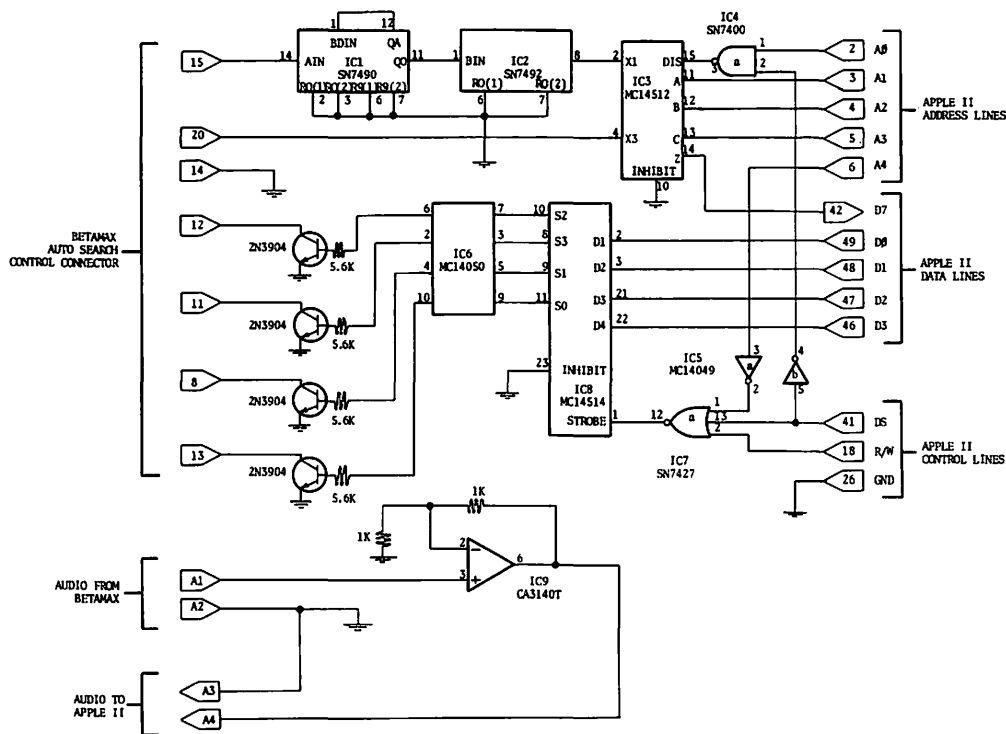 IC4
SN7400
1 12
BDIN QA
15 14 AIN QO 11 1 BIN 8 2 X1 DIS 15 3 a 1 2 2 AØ
IC1 IC2 IC3
SN7490 SN7492 MC14512
A 11 3 A1
RO(1) RO(2) R9(1) R9(2) RO(1) RO(2)
2 3 6 7 6 7
B 12 4 A2
APPLE II
ADDRESS LINES
20 4 X3 C 13 5 A3
Z 14
14 INHIBIT 6 A4
10
42 D7
12 6 7 10 S2
2N3904
5.6K
IC6
MC14050
2 3 8 S3 D1 2 49 DØ
BETAMAX
AUTO SEARCH
CONTROL CONNECTOR
4 5 9 S1 D2 3 48 D1
APPLE II
DATA LINES
11 10 9 11 S0 D3 21 47 D2
2N3904
5.6K
D4 22 46 D3
IC5
MC14049
3 a 2
4 b 5
23 INHIBIT
8
2N3904
5.6K
IC8
MC14514
STROBE 1 12 a 1 13 2
41 DS
IC7
SN7427
18 R/W
APPLE II
CONTROL LINES
13
2N3904
5.6K
26 GND
1K
1K
2 −
3 +
6
IC9
CA3140T
AUDIO FROM
BETAMAX
A1
A2
AUDIO TO
APPLE II
A3
A4